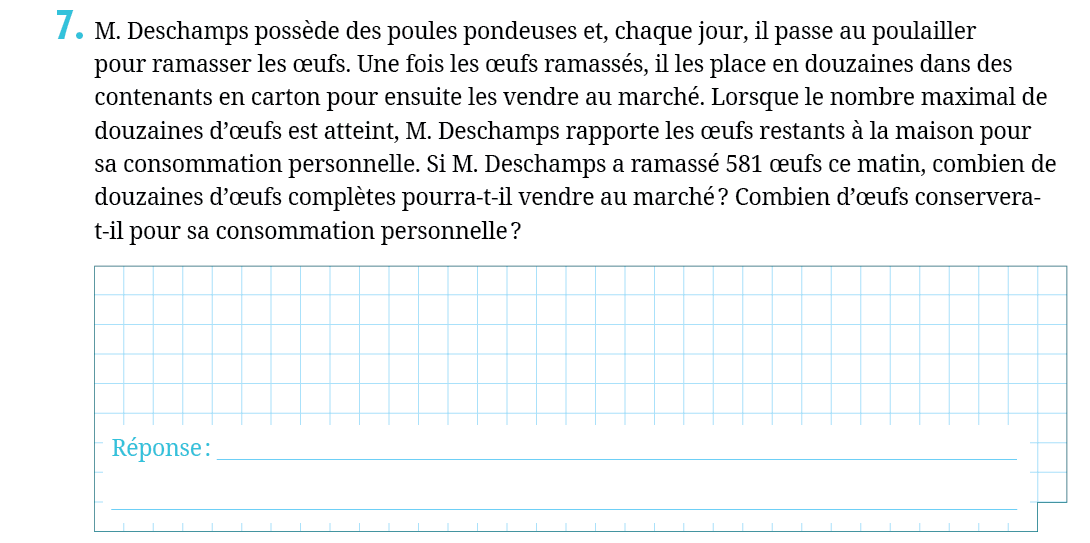 7. M. Deschamps possède des poules pondeuses et, chaque jour, il passe au poulailler
pour ramasser les œufs. Une fois les œufs ramassés, il les place en douzaines dans des
contenants en carton pour ensuite les vendre au marché. Lorsque le nombre maximal de
douzaines d’œufs est atteint, M. Deschamps rapporte les œufs restants à la maison pour
sa consommation personnelle. Si M. Deschamps a ramassé 581 œufs ce matin, combien de
douzaines d’œufs complètes pourra-t-il vendre au marché ? Combien d’œufs conservera-
t-il pour sa consommation personnelle ?
Réponse :